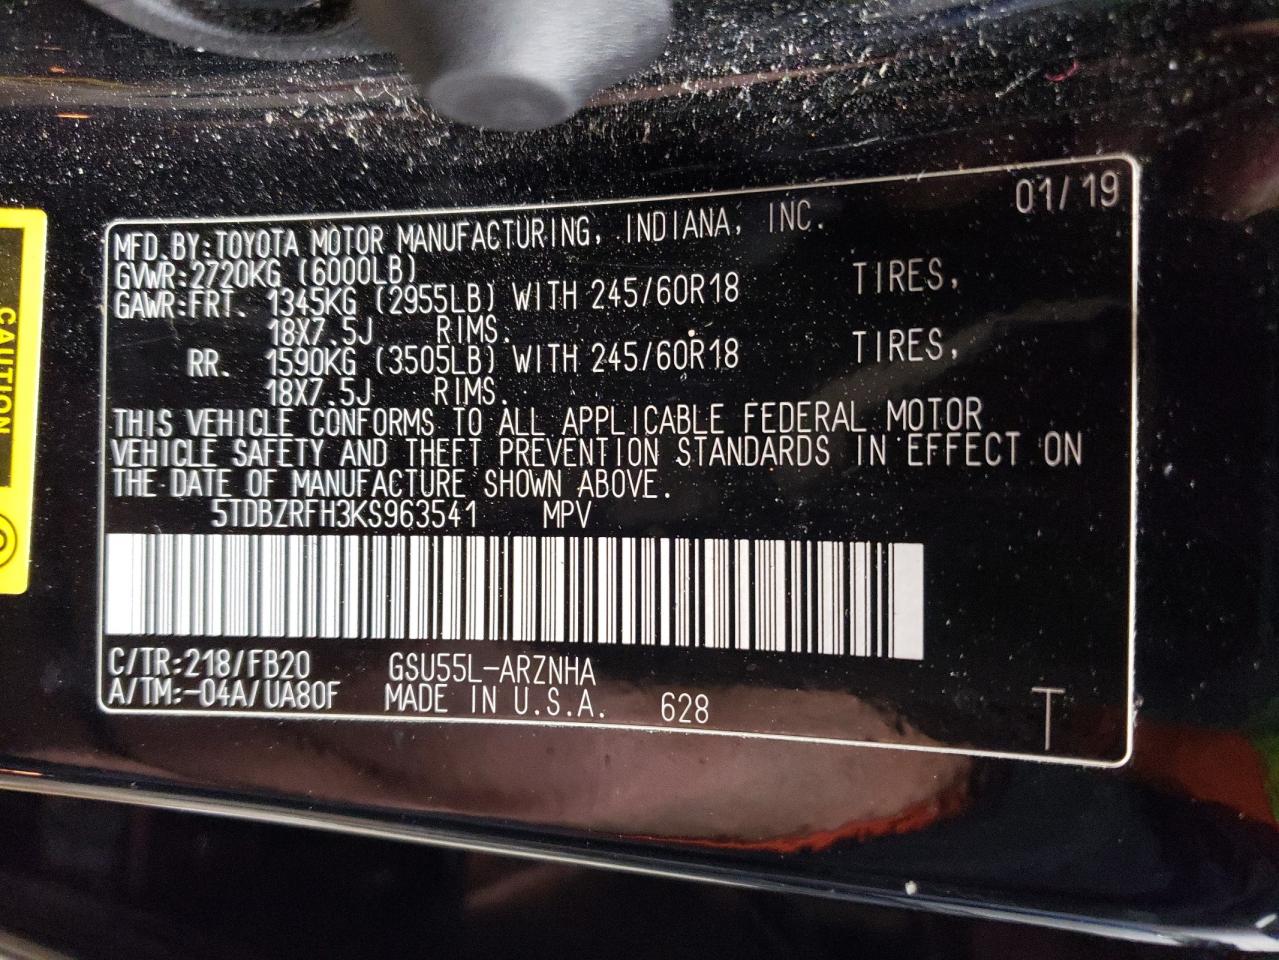 01/19
MFD.BY:TOYOTA MOTOR MANUFACTURING, INDIANA, INC.
GVWR:2720KG (6000LB)
GAWR:FRT. 1345KG (2955LB) WITH 245/60R18 TIRES,
18X7.5J RIMS.
RR. 1590KG (3505LB) WITH 245/60R18 TIRES,
18X7.5J RIMS.
THIS VEHICLE CONFORMS TO ALL APPLICABLE FEDERAL MOTOR
VEHICLE SAFETY AND THEFT PREVENTION STANDARDS IN EFFECT ON
THE DATE OF MANUFACTURE SHOWN ABOVE.
5TDBZRFH3KS963541 MPV
C/TR:218/FB20 GSU55L-ARZNHA
A/TM:-04A/UA80F MADE IN U.S.A. 628
T
CAUTION